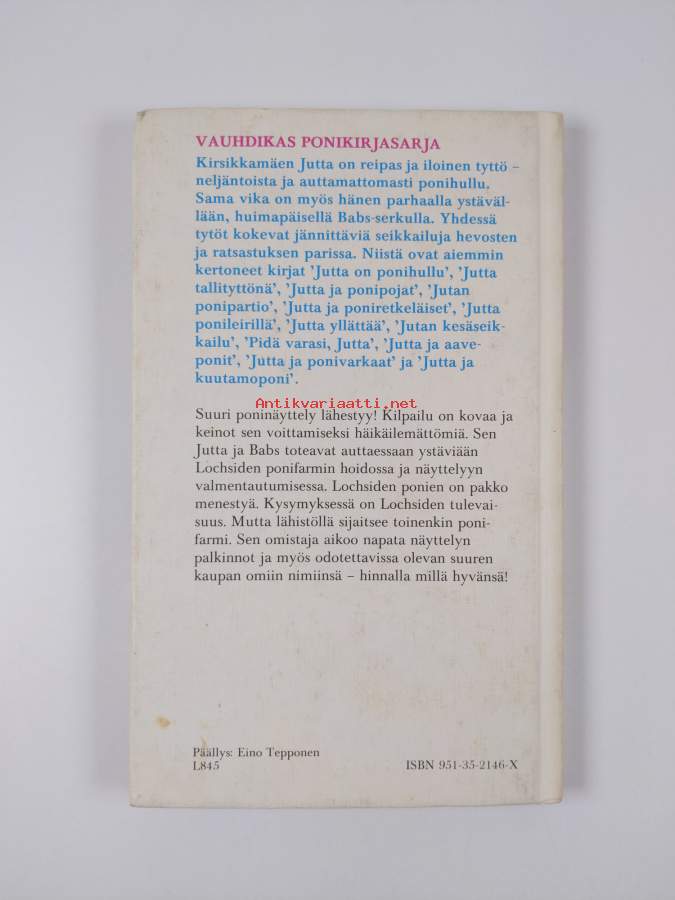 VAUHDIKAS PONIKIRJASARJA
Kirsikkamäen Jutta on reipas ja iloinen tyttö –
neljäntoista ja auttamattomasti ponihullu.
Sama vika on myös hänen parhaalla ystäväl-
lään, huimapäisellä Babs-serkulla. Yhdessä
tytöt kokevat jännittäviä seikkailuja hevosten
ja ratsastuksen parissa. Niistä ovat aiemmin
kertoneet kirjat 'Jutta on ponihullu', 'Jutta
tallityttönä', 'Jutta ja ponipojat', 'Jutan
ponipartio', 'Jutta ja poniretkeläiset', 'Jutta
ponileirillä', 'Jutta yllättää', 'Jutan kesäseik-
kailu', 'Pidä varasi, Jutta', 'Jutta ja aave-
ponit', 'Jutta ja ponivarkaat' ja 'Jutta ja
kuutamoponi'.
Antikvariaatti.net
Suuri poninäyttely lähestyy! Kilpailu on kovaa ja
keinot sen voittamiseksi häikäilemättömiä. Sen
Jutta ja Babs toteavat auttaessaan ystäviään
Lochsiden ponifarmin hoidossa ja näyttelyyn
valmentautumisessa. Lochsiden ponien on pakko
menestyä. Kysymyksessä on Lochsiden tulevai-
suus. Mutta lähistöllä sijaitsee toinenkin poni-
farmi. Sen omistaja aikoo napata näyttelyn
palkinnot ja myös odotettavissa olevan suuren
kaupan omiin nimiinsä – hinnalla millä hyvänsä!
Päällys: Eino Tepponen
L845
ISBN 951-35-2146-X